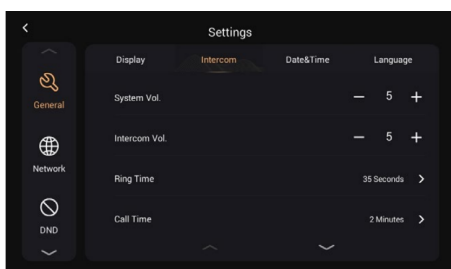 Settings
Display Intercom Date&Time Language
General
System Vol. 5
Intercom Vol. 5
Network
Ring Time 35 Seconds
Call Time 2 Minutes
DND